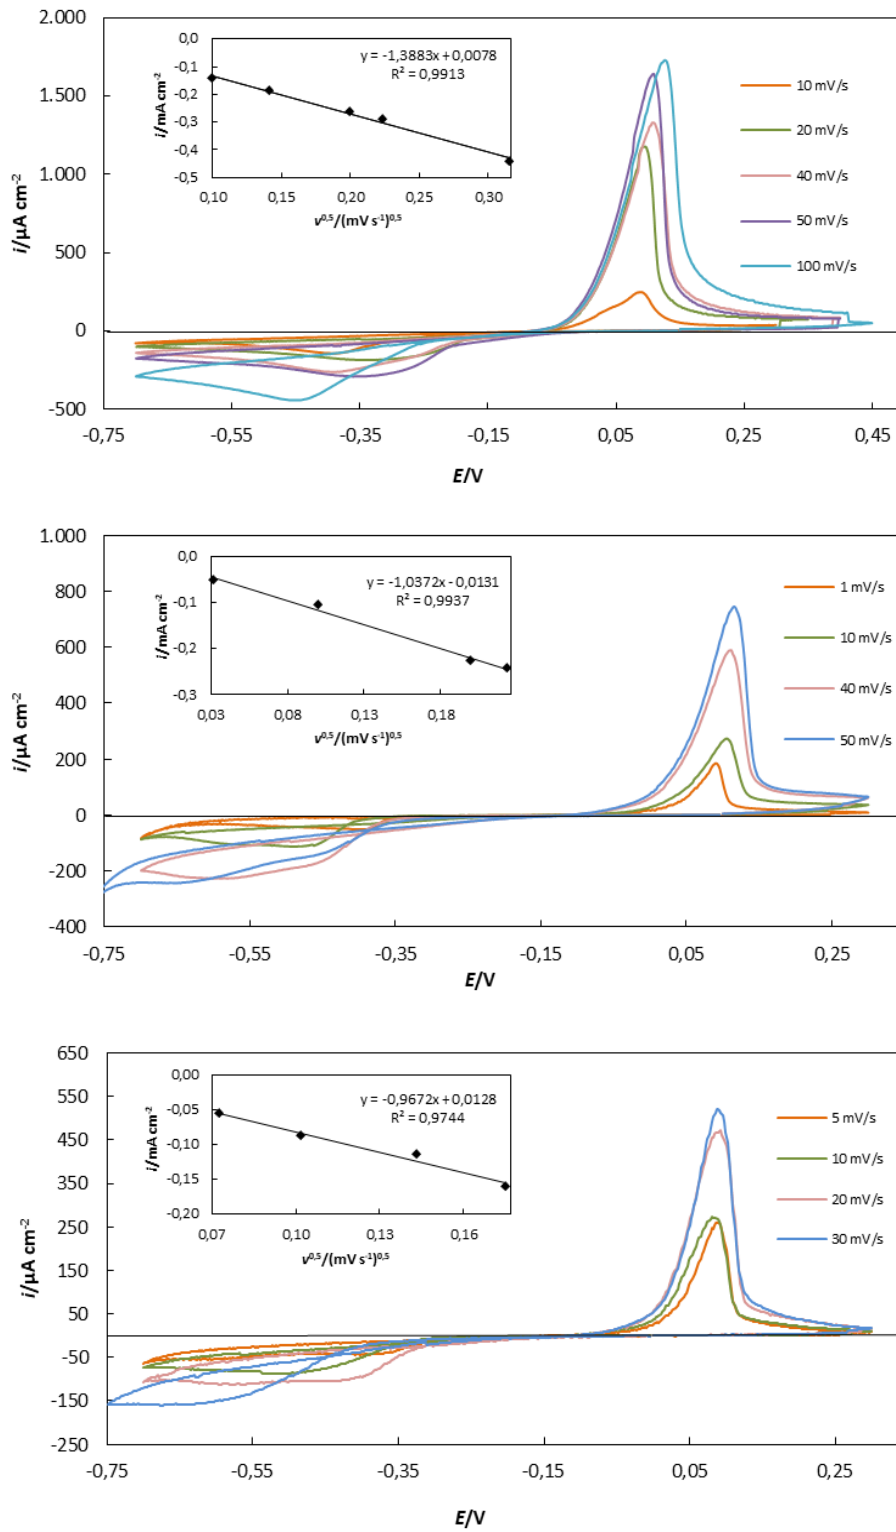 2.000
1.500
1.000
500
0
-500
i/µA cm⁻²
-0,75
-0,55
-0,35
-0,15
0,05
0,25
0,45
E/V
0,0
-0,1
-0,2
-0,3
-0,4
-0,5
i/mA cm⁻²
y = -1,3883x + 0,0078
R² = 0,9913
0,10
0,15
0,20
0,25
0,30
v⁰·⁵/(mV s⁻¹)⁰·⁵
10 mV/s
20 mV/s
40 mV/s
50 mV/s
100 mV/s
1.000
800
600
400
200
0
-200
-400
i/µA cm⁻²
-0,75
-0,55
-0,35
-0,15
0,05
0,25
E/V
0,0
-0,1
-0,2
-0,3
i/mA cm⁻²
y = -1,0372x - 0,0131
R² = 0,9937
0,03
0,08
0,13
0,18
v⁰·⁵/(mV s⁻¹)⁰·⁵
1 mV/s
10 mV/s
40 mV/s
50 mV/s
650
550
450
350
250
150
50
-50
-150
-250
i/µA cm⁻²
-0,75
-0,55
-0,35
-0,15
0,05
0,25
E/V
0,00
-0,05
-0,10
-0,15
-0,20
i/mA cm⁻²
y = -0,9672x + 0,0128
R² = 0,9744
0,07
0,10
0,13
0,16
v⁰·⁵/(mV s⁻¹)⁰·⁵
5 mV/s
10 mV/s
20 mV/s
30 mV/s